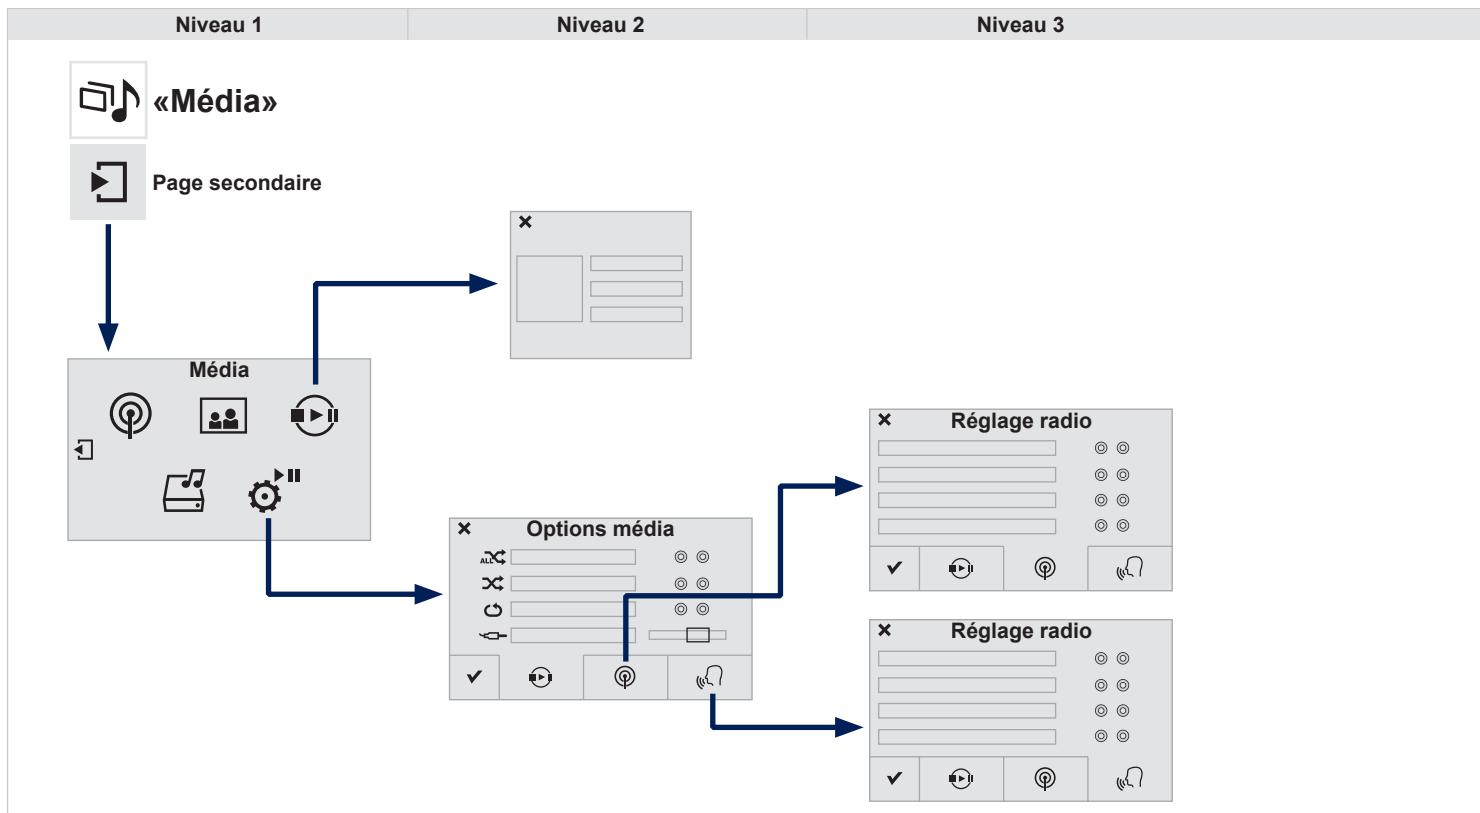 Niveau 1
Niveau 2
Niveau 3
«Média»
Page secondaire
Média
Réglage radio
Options média
ALL
Réglage radio